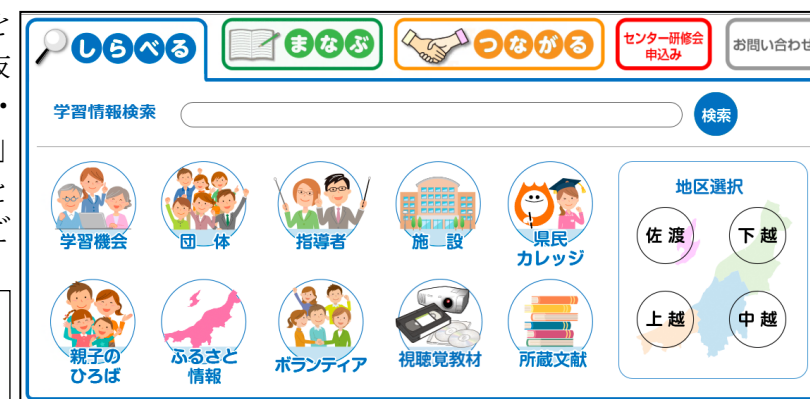 しらべる
まなぶ
つながる
センター研修会
申込み
お問い合わせ
学習情報検索
検索
学習機会
団 体
指導者
施 設
県民
カレッジ
地区選択
佐渡
下越
上越
中越
親子の
ひろば
ふるさと
情報
ボランティア
視聴覚教材
所蔵文献